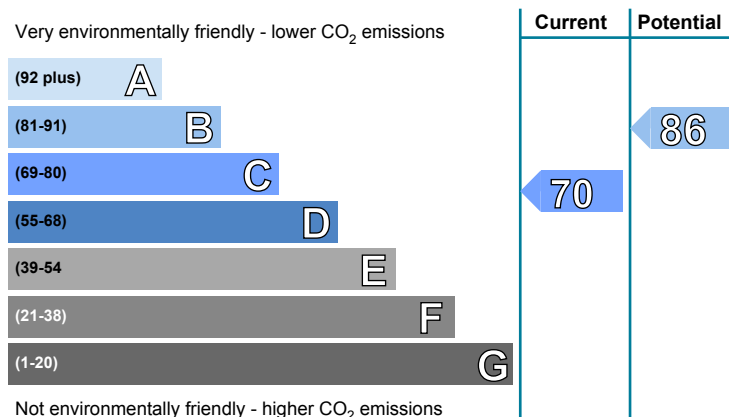 Very environmentally friendly - lower CO2 emissions
Current
Potential
(92 plus) A
(81-91) B
86
(69-80) C
70
(55-68) D
(39-54 E
(21-38) F
(1-20) G
Not environmentally friendly - higher CO2 emissions